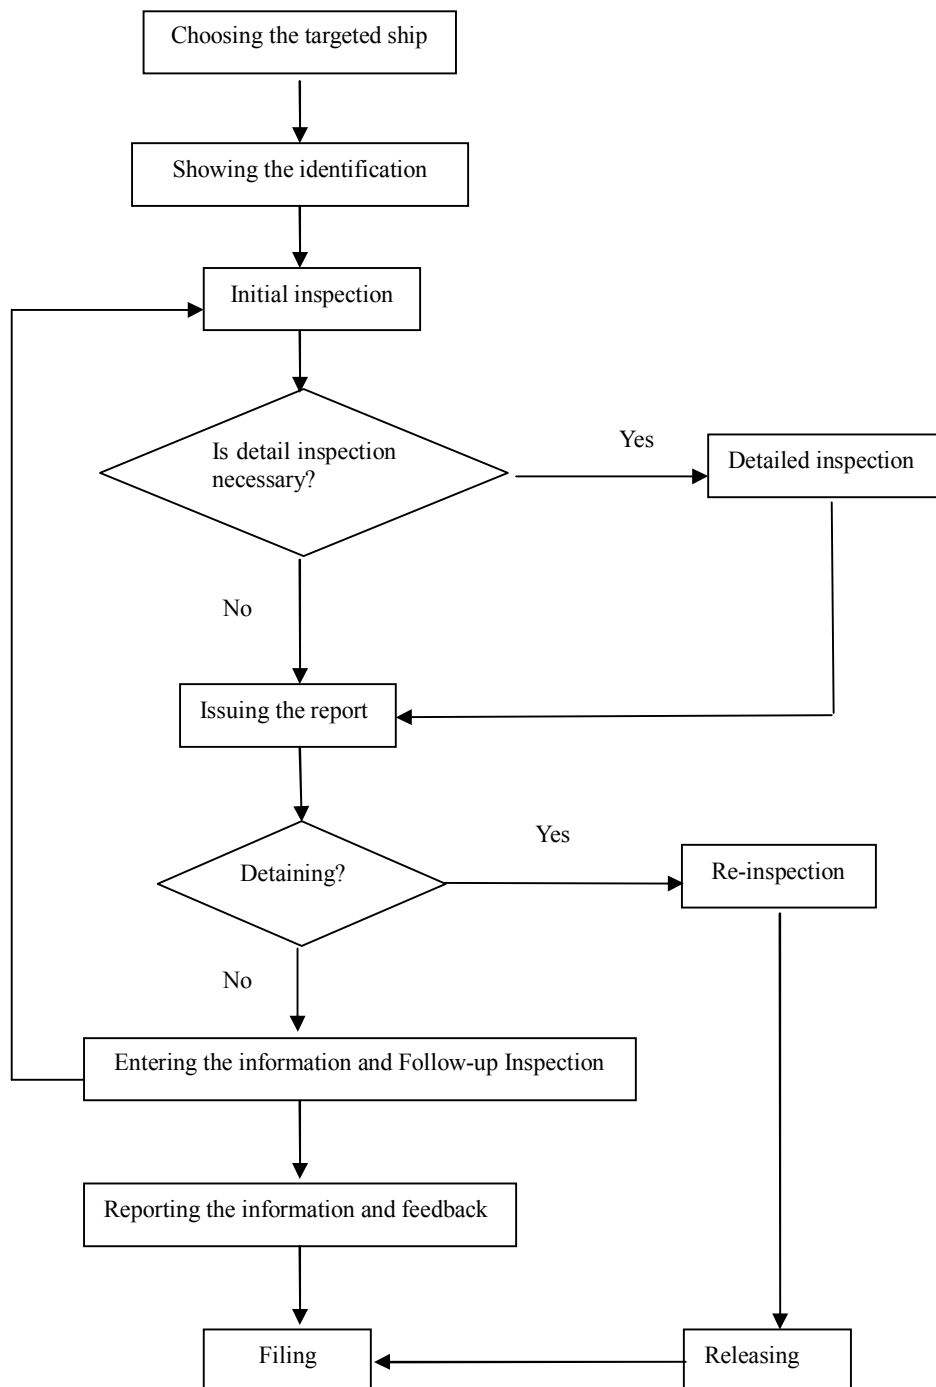 Choosing the targeted ship
Showing the identification
Initial inspection
Is detail inspection
necessary?
Yes
Detailed inspection
No
Issuing the report
Detaining?
Yes
Re-inspection
No
Entering the information and Follow-up Inspection
Reporting the information and feedback
Filing
Releasing